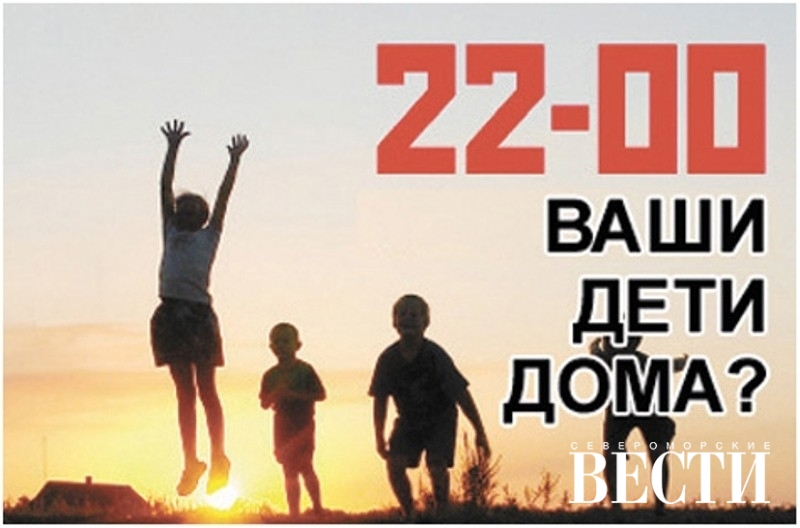 22-00
ВАШИ
ДЕТИ
ДОМА?
СЕВЕРОМОРСКИЕ
ВЕСТИ